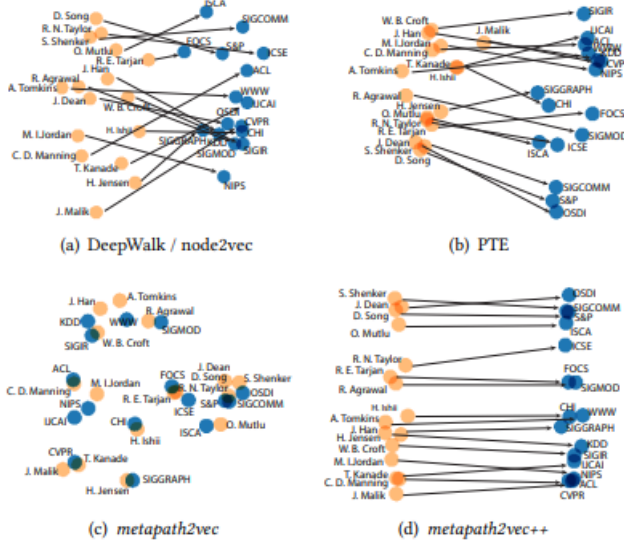 D. Song
ISCA
R. N. Taylor
SIGCOMM
S. Shenker
O. Mutlu
FOCS
S&P
ICSE
R. E. Tarjan
J. Han
ACL
R. Agrawal
A. Tomkins
WWW
J. Dean
W. B. Croft
IJCAI
OSDI
CVPR
M. I.Jordan
H. Ishii
CHI
SIGGRAPH
KDD
SIGIR
SIGMOD
C. D. Manning
T. Kanade
NIPS
H. Jensen
J. Malik
(a) DeepWalk / node2vec
W. B. Croft
SIGIR
J. Han
J. Malik
IJCAI
M. I.Jordan
ACL
WWW
C. D. Manning
KDD
T. Kanade
CVPR
A. Tomkins
H. Ishii
NIPS
R. Agrawal
SIGGRAPH
H. Jensen
CHI
O. Mutlu
FOCS
R. N. Taylor
R. E. Tarjan
SIGMOD
J. Dean
ISCA
ICSE
S. Shenker
D. Song
SIGCOMM
S&P
OSDI
(b) PTE
A. Tomkins
J. Han
R. Agrawal
KDD
WWW
SIGMOD
SIGIR
W. B. Croft
ACL
FOCS
J. Dean
D. Song
S. Shenker
C. D. Manning
M. I.Jordan
R. N. Taylor
OSDI
R. E. Tarjan
S&P
SIGCOMM
NIPS
ICSE
IJCAI
CHI
ISCA
O. Mutlu
H. Ishii
CVPR
T. Kanade
J. Malik
H. Jensen
SIGGRAPH
(c) metapath2vec
S. Shenker
OSDI
J. Dean
SIGCOMM
D. Song
S&P
O. Mutlu
ISCA
R. N. Taylor
ICSE
R. E. Tarjan
FOCS
R. Agrawal
SIGMOD
H. Ishii
CHI
A. Tomkins
WWW
J. Han
SIGGRAPH
H. Jensen
KDD
W. B. Croft
SIGIR
M. I.Jordan
IJCAI
T. Kanade
NIPS
C. D. Manning
ACL
J. Malik
CVPR
(d) metapath2vec++